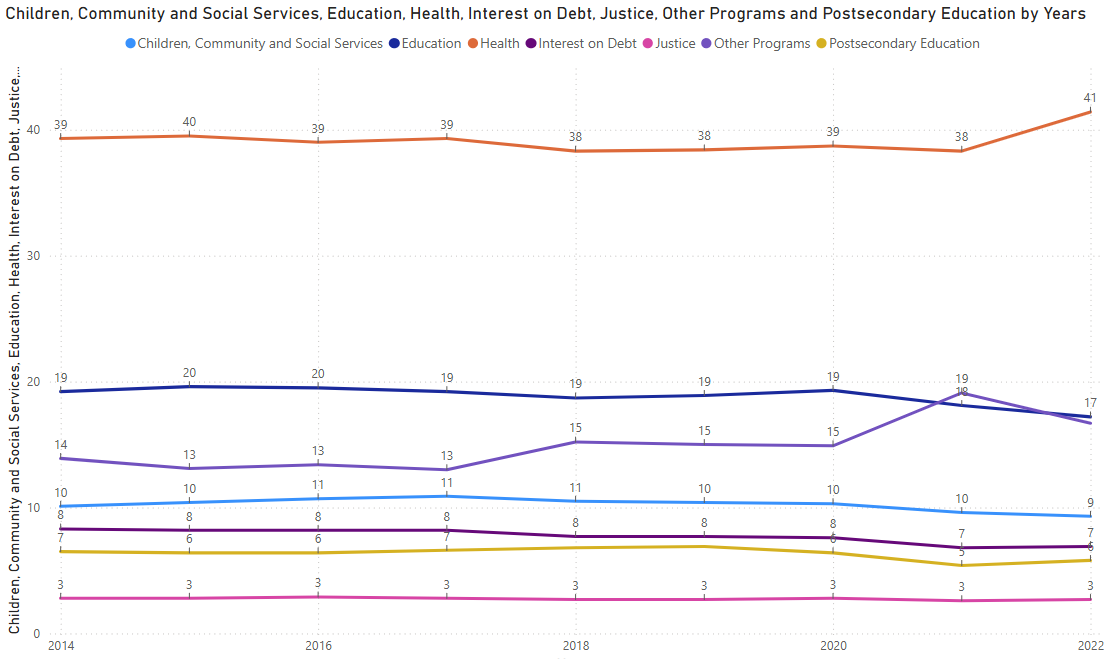 Children, Community and Social Services, Education, Health, Interest on Debt, Justice, Other Programs and Postsecondary Education by Years
Children, Community and Social Services Education Health Interest on Debt Justice Other Programs Postsecondary Education
Children, Community and Social Services, Education, Health, Interest on Debt, Justice,...
40
30
20
10
0
39 40 39 39 38 38 39 38 41
19 20 20 19 19 19 19 18 17
14 13 13 13 15 15 15 19
10 10 11 11 11 10 10 10 9
8 8 8 8 8 8 8 7 7
7 6 6 7 6 5 6
3 3 3 3 3 3 3 3 3
2014 2016 2018 2020 2022